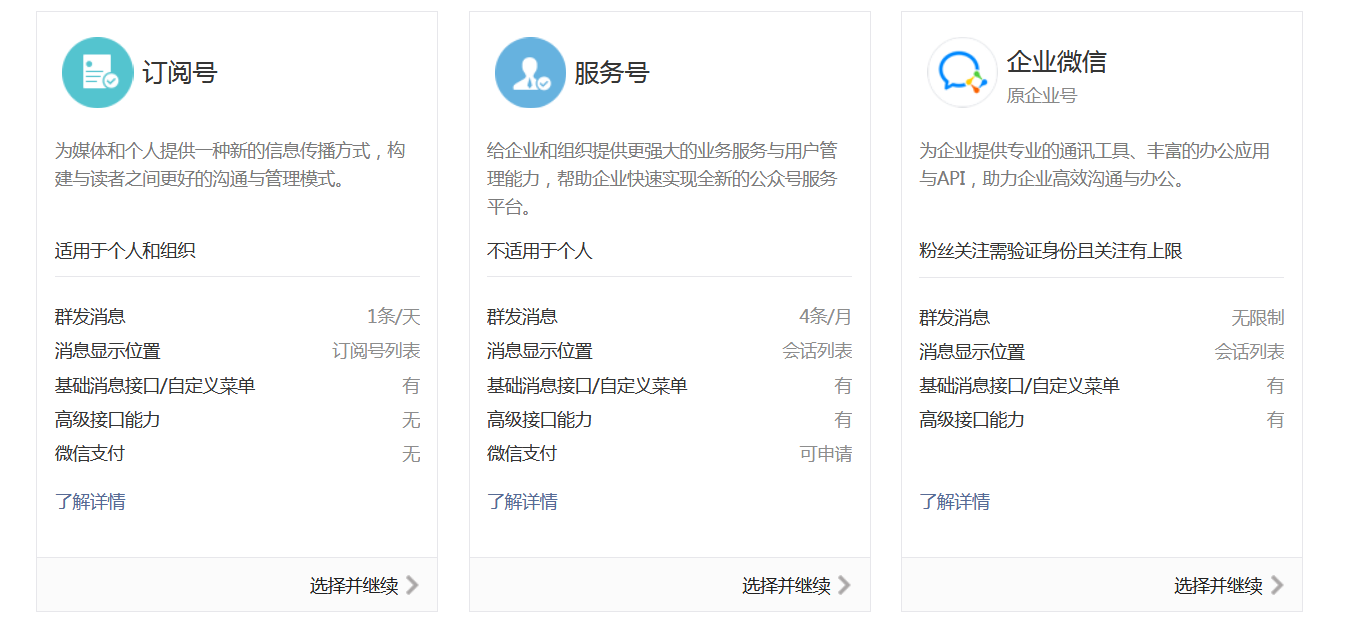 订阅号
为媒体和个人提供一种新的信息传播方式，构
建与读者之间更好的沟通与管理模式。
适用于个人和组织
群发消息 1条/天
消息显示位置 订阅号列表
基础消息接口/自定义菜单 有
高级接口能力 无
微信支付 无
了解详情
选择并继续
服务号
给企业和组织提供更强大的业务服务与用户管
理能力，帮助企业快速实现全新的公众号服务
平台。
不适用于个人
群发消息 4条/月
消息显示位置 会话列表
基础消息接口/自定义菜单 有
高级接口能力 有
微信支付 可申请
了解详情
选择并继续
企业微信
原企业号
为企业提供专业的通讯工具、丰富的办公应用
与API，助力企业高效沟通与办公。
粉丝关注需验证身份且关注有上限
群发消息 无限制
消息显示位置 会话列表
基础消息接口/自定义菜单 有
高级接口能力 有
了解详情
选择并继续